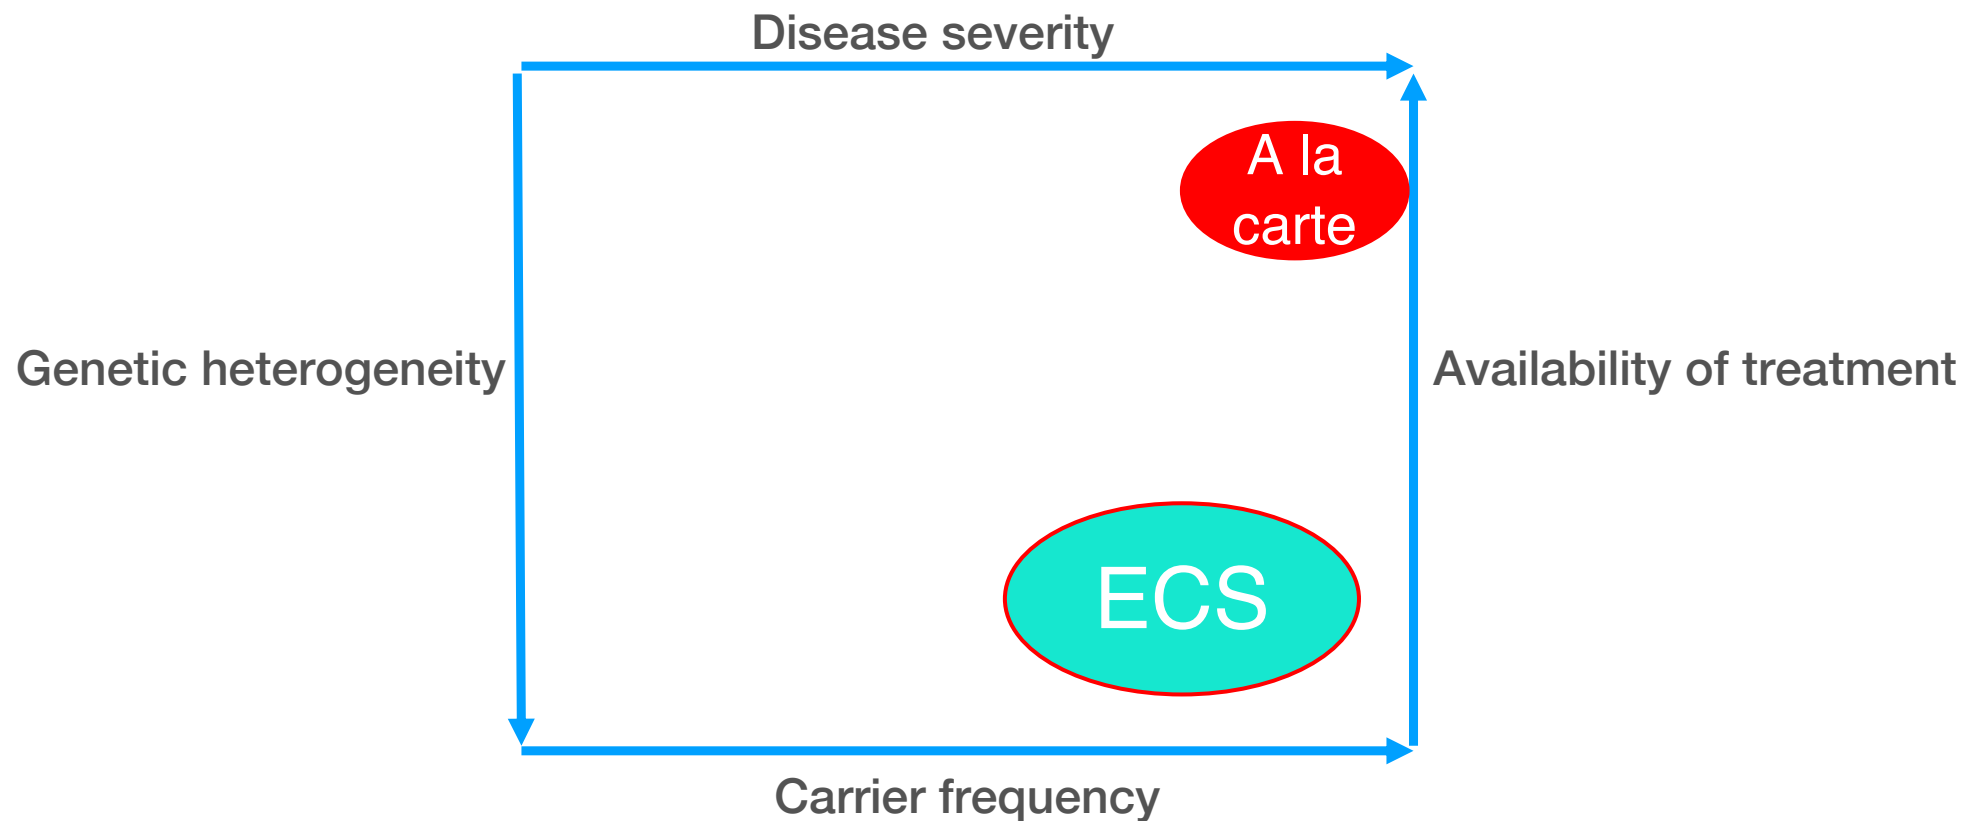 Disease severity
A la
carte
Genetic heterogeneity
Availability of treatment
ECS
Carrier frequency